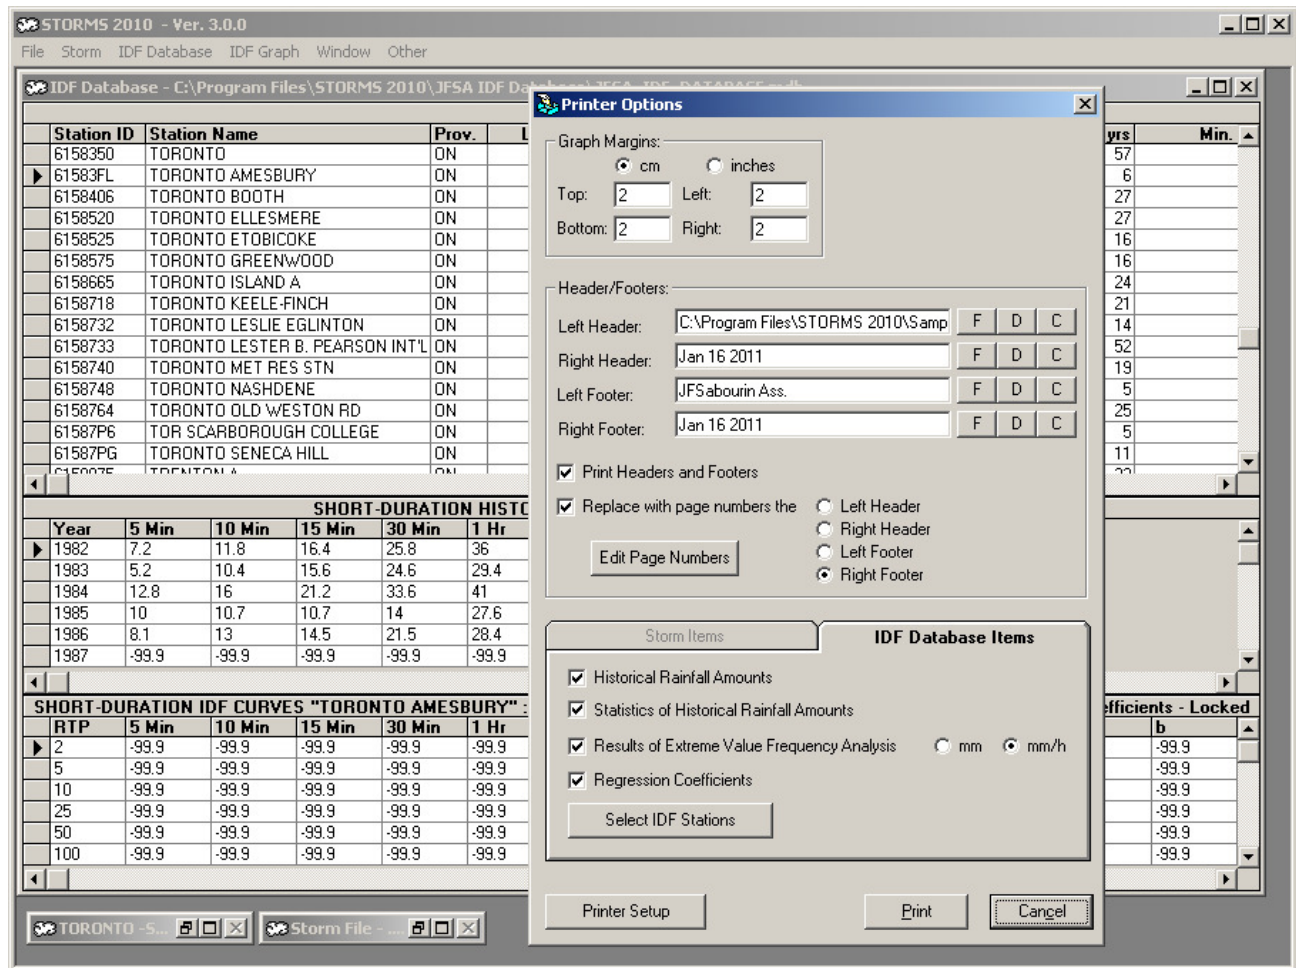 STORMS 2010 - Ver. 3.0.0
File Storm IDF Database IDF Graph Window Other
IDF Database - C:\Program Files\STORMS 2010\JFSA IDF
Station ID Station Name Prov. yrs Min.
6158350 TORONTO ON 57
61583FL TORONTO AMESBURY ON 6
6158406 TORONTO BOOTH ON 27
6158520 TORONTO ELLESMERE ON 27
6158525 TORONTO ETOBICOKE ON 16
6158575 TORONTO GREENWOOD ON 16
6158665 TORONTO ISLAND A ON 24
6158718 TORONTO KEELE-FINCH ON 21
6158732 TORONTO LESLIE EGLINTON ON 14
6158733 TORONTO LESTER B. PEARSON INT'L ON 52
6158740 TORONTO MET RES STN ON 19
6158748 TORONTO NASHDENE ON 5
6158764 TORONTO OLD WESTON RD ON 25
61587P6 TOR SCARBOROUGH COLLEGE ON 5
61587PG TORONTO SENECA HILL ON 11
SHORT-DURATION HISTO
Year 5 Min 10 Min 15 Min 30 Min 1 Hr
1982 7.2 11.8 16.4 25.8 36
1983 5.2 10.4 15.6 24.6 29.4
1984 12.8 16 21.2 33.6 41
1985 10 10.7 10.7 14 27.6
1986 8.1 13 14.5 21.5 28.4
1987 -99.9 -99.9 -99.9 -99.9 -99.9
SHORT-DURATION IDF CURVES "TORONTO AMESBURY" : efficients - Locked
RTP 5 Min 10 Min 15 Min 30 Min 1 Hr b
2 -99.9 -99.9 -99.9 -99.9 -99.9 -99.9
5 -99.9 -99.9 -99.9 -99.9 -99.9 -99.9
10 -99.9 -99.9 -99.9 -99.9 -99.9 -99.9
25 -99.9 -99.9 -99.9 -99.9 -99.9 -99.9
50 -99.9 -99.9 -99.9 -99.9 -99.9 -99.9
100 -99.9 -99.9 -99.9 -99.9 -99.9 -99.9
TORONTO -S...
Storm File - ....
Printer Options
Graph Margins:
cm inches
Top: 2 Left: 2
Bottom: 2 Right: 2
Header/Footers:
Left Header: C:\Program Files\STORMS 2010\Samp F D C
Right Header: Jan 16 2011 F D C
Left Footer: JFSabourin Ass. F D C
Right Footer: Jan 16 2011 F D C
Print Headers and Footers
Replace with page numbers the Left Header
Right Header
Left Footer
Edit Page Numbers
Right Footer
Storm Items IDF Database Items
Historical Rainfall Amounts
Statistics of Historical Rainfall Amounts
Results of Extreme Value Frequency Analysis mm mm/h
Regression Coefficients
Select IDF Stations
Printer Setup Print Cancel